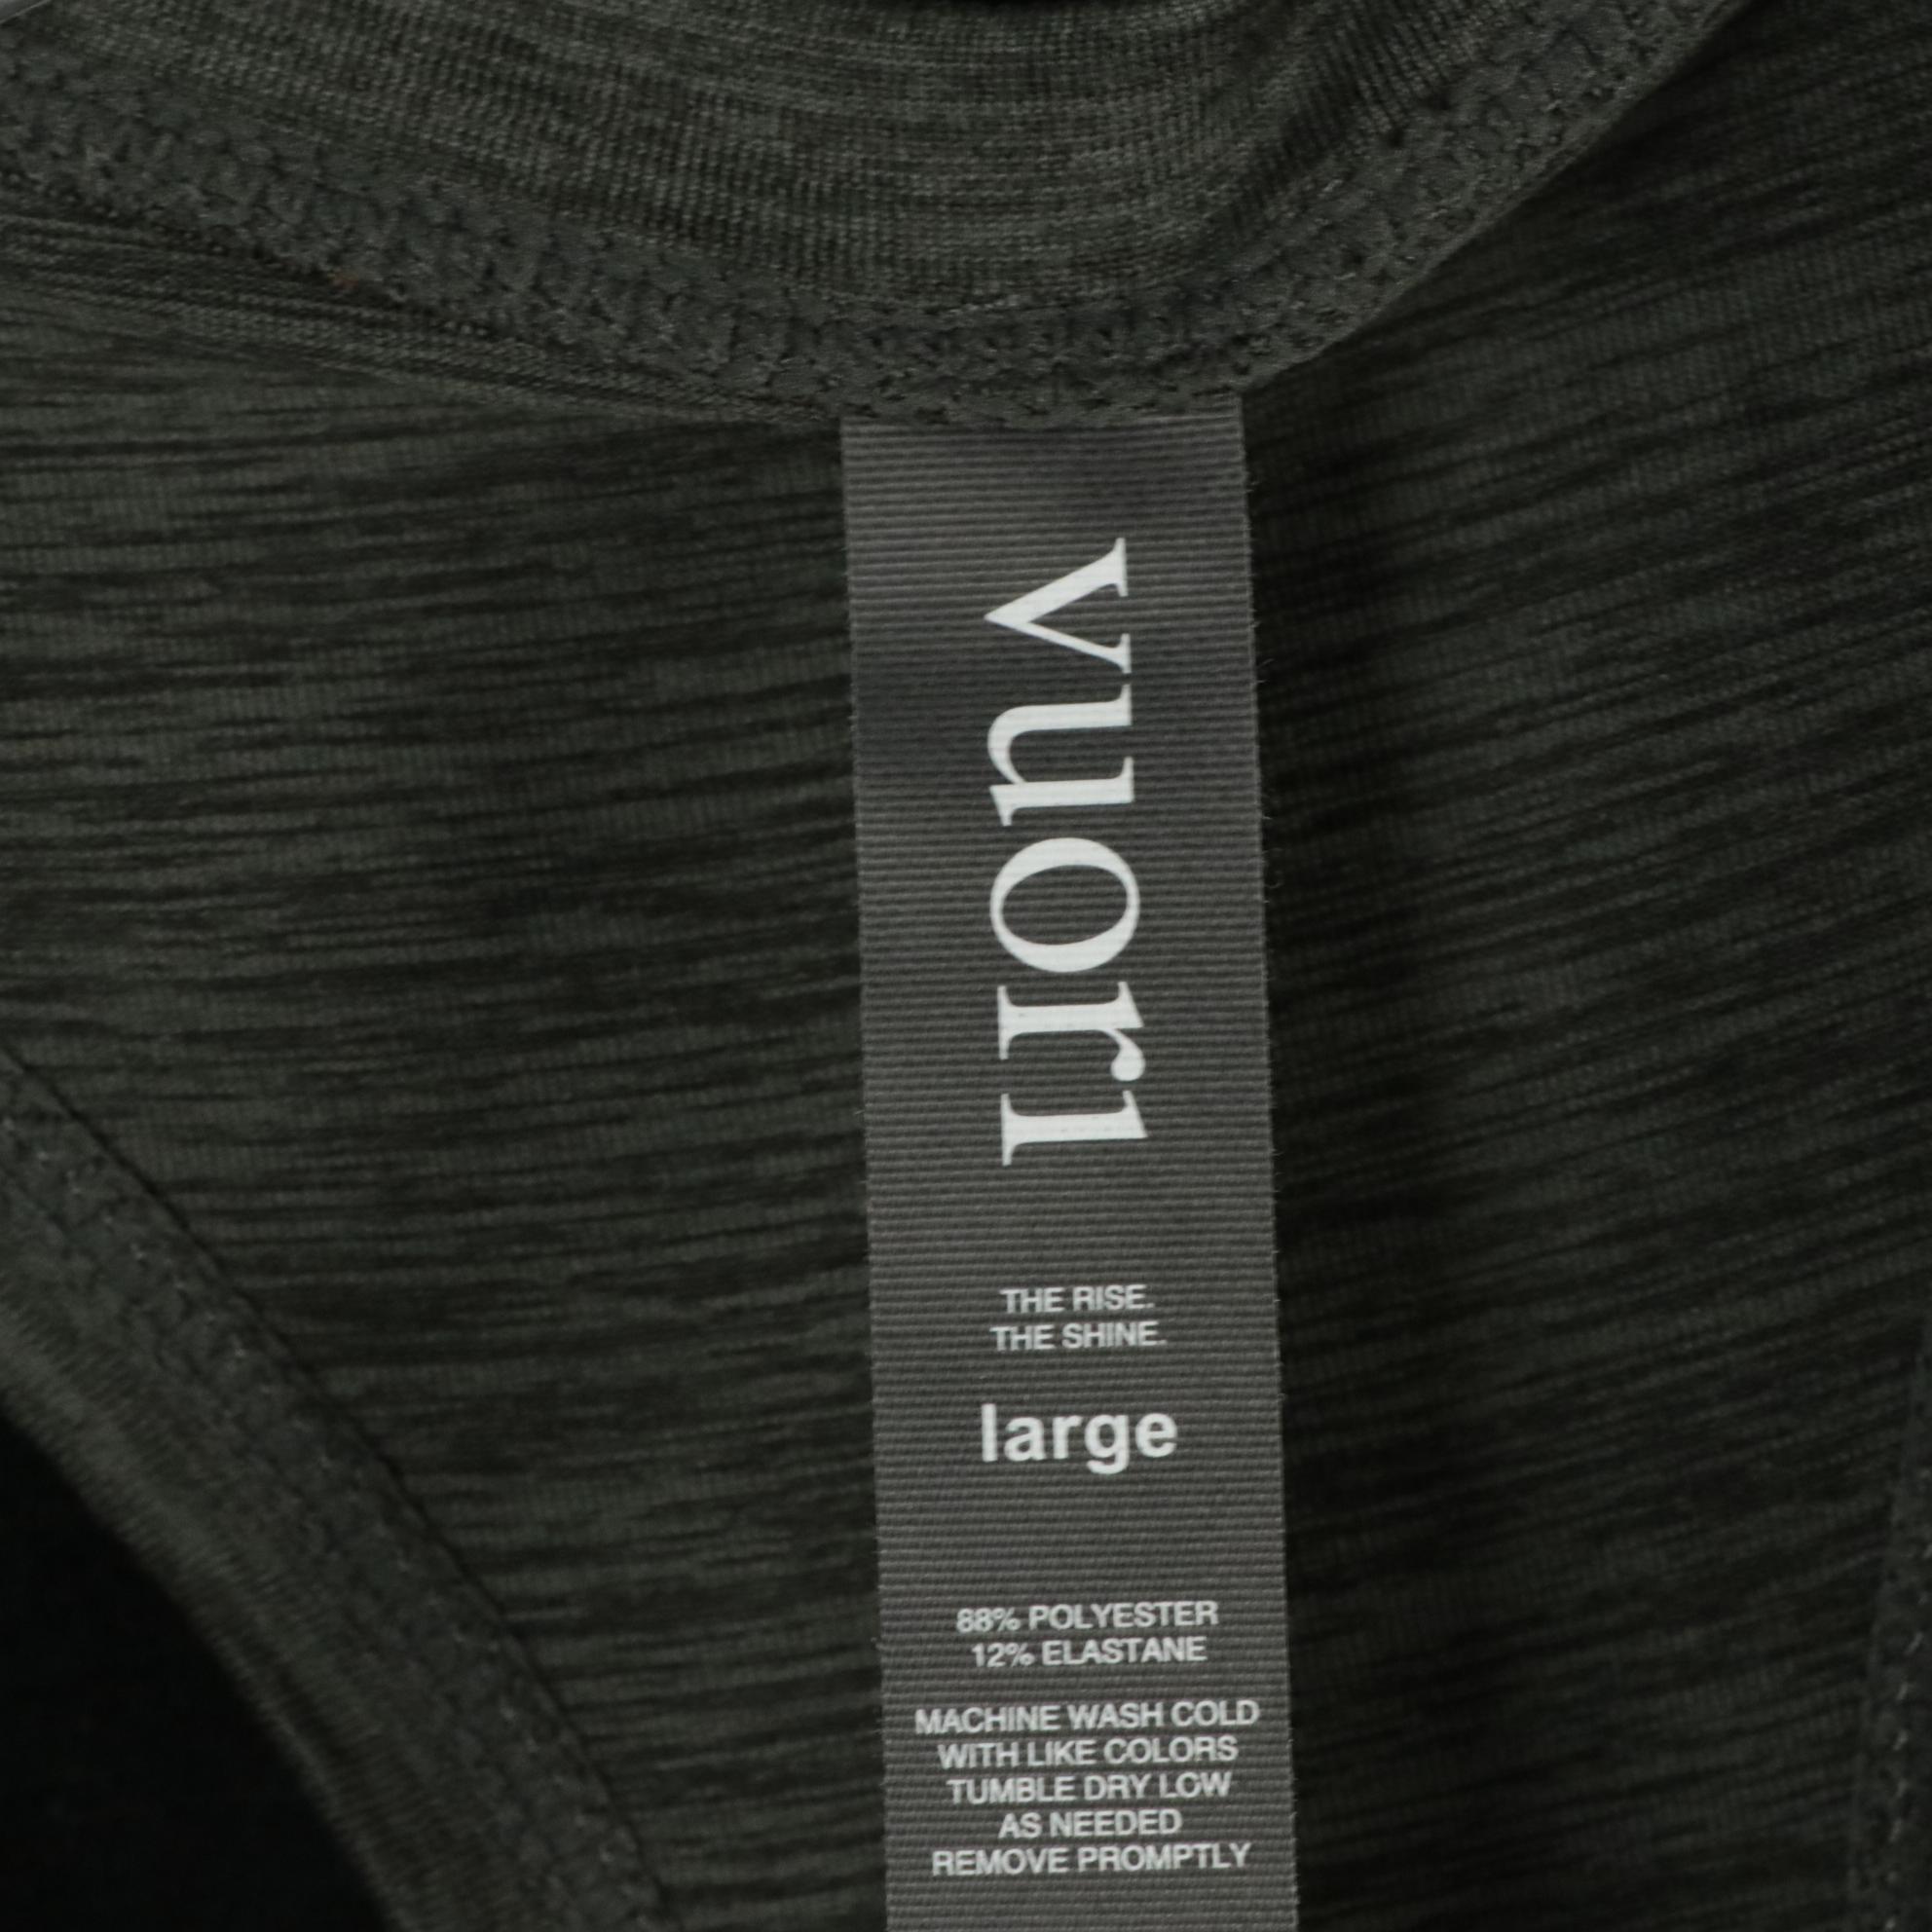 vuori
THE RISE.
THE SHINE.
large
88% POLYESTER
12% ELASTANE
MACHINE WASH COLD
WITH LIKE COLORS
TUMBLE DRY LOW
AS NEEDED
REMOVE PROMPTLY